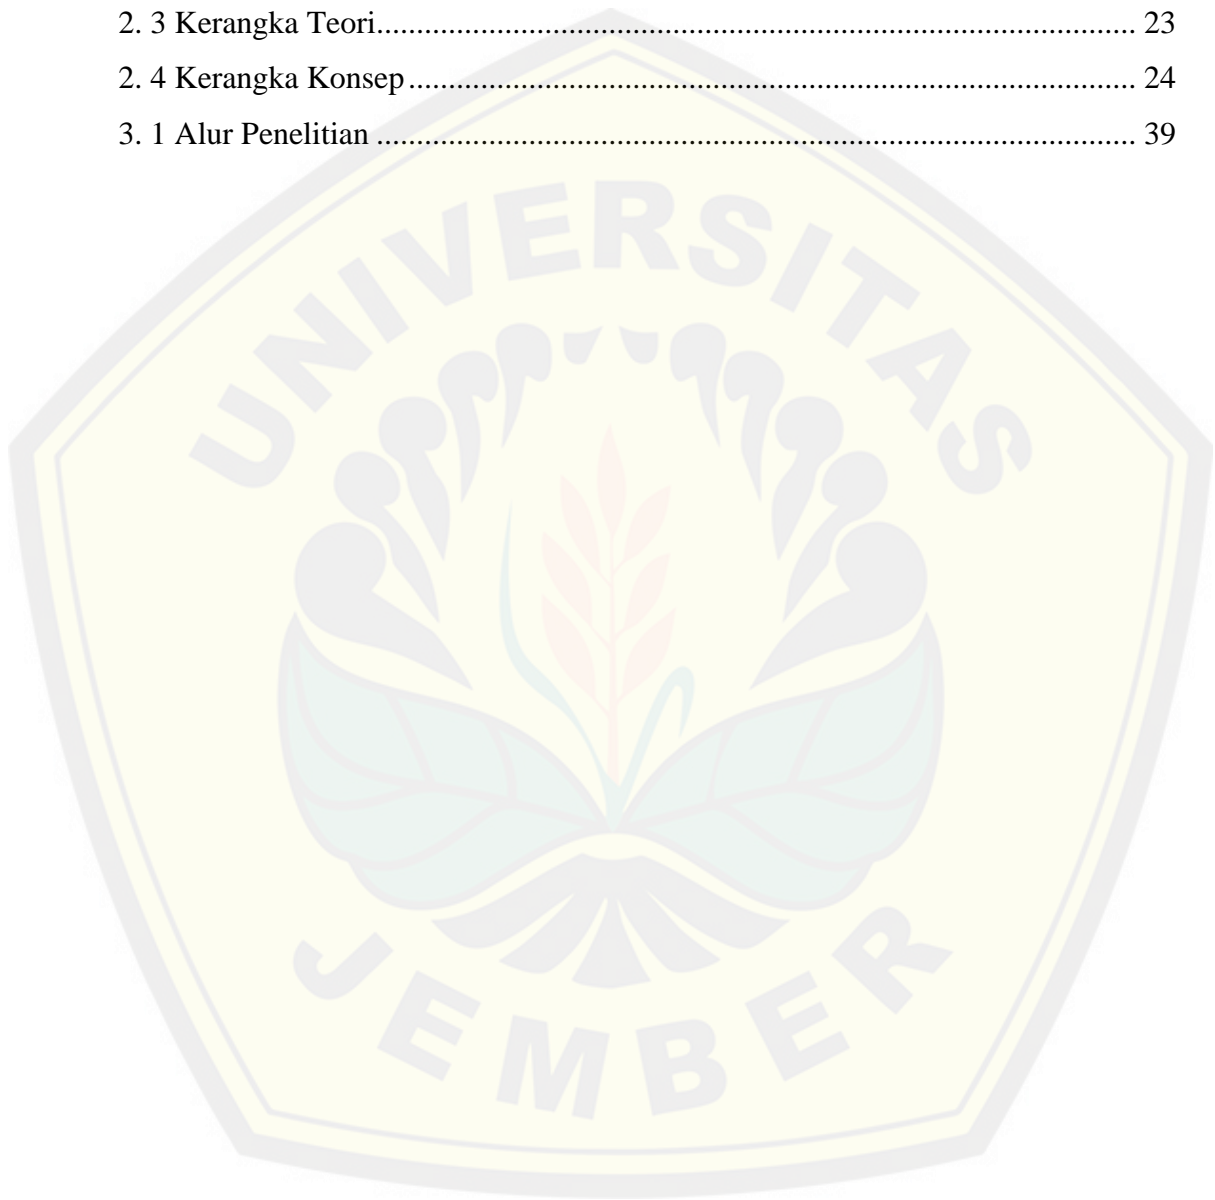 2. 3 Kerangka Teori.......................................................................................... 23
2. 4 Kerangka Konsep ...................................................................................... 24
3. 1 Alur Penelitian .......................................................................................... 39
UNIVERSITAS
JEMBER